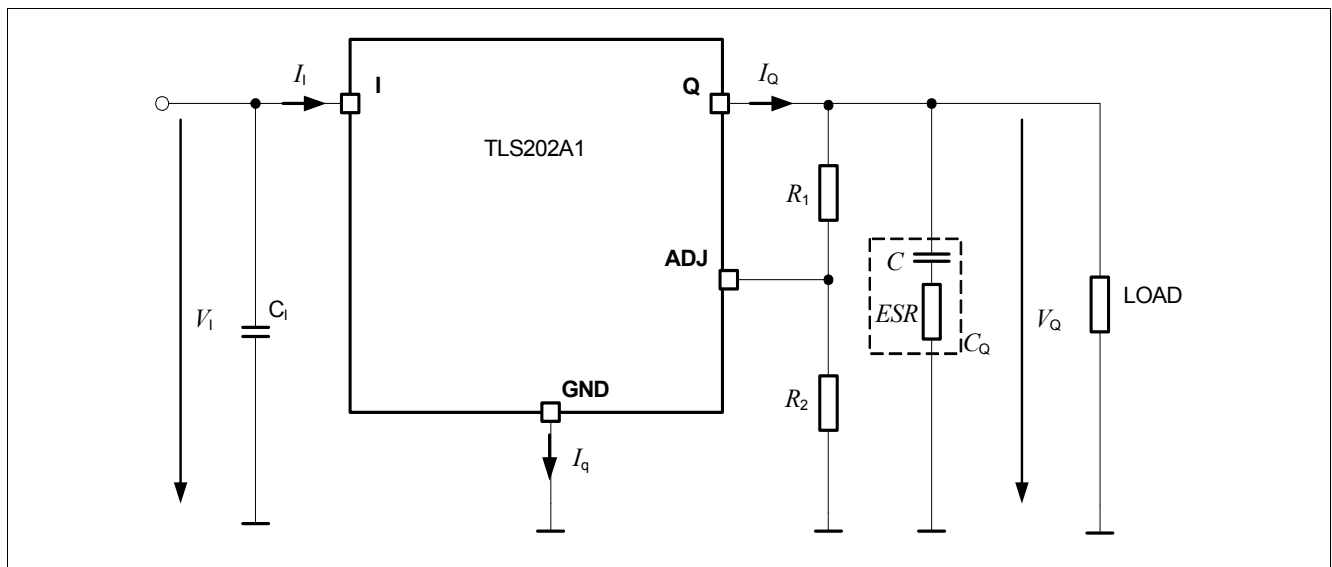 I_I
I
Q
I_Q
TLS202A1
R_1
ADJ
C
LOAD
V_I
C_I
ESR
V_Q
C_Q
GND
R_2
I_q